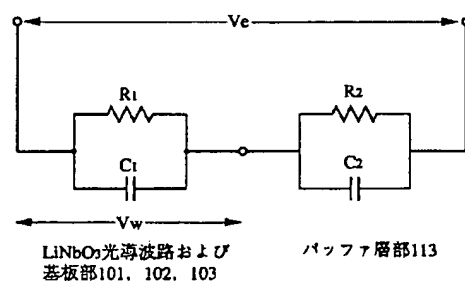 Ve
R1
R2
C1
C2
Vw
LiNbO3光導波路および
基板部101, 102, 103
バッファ層部113